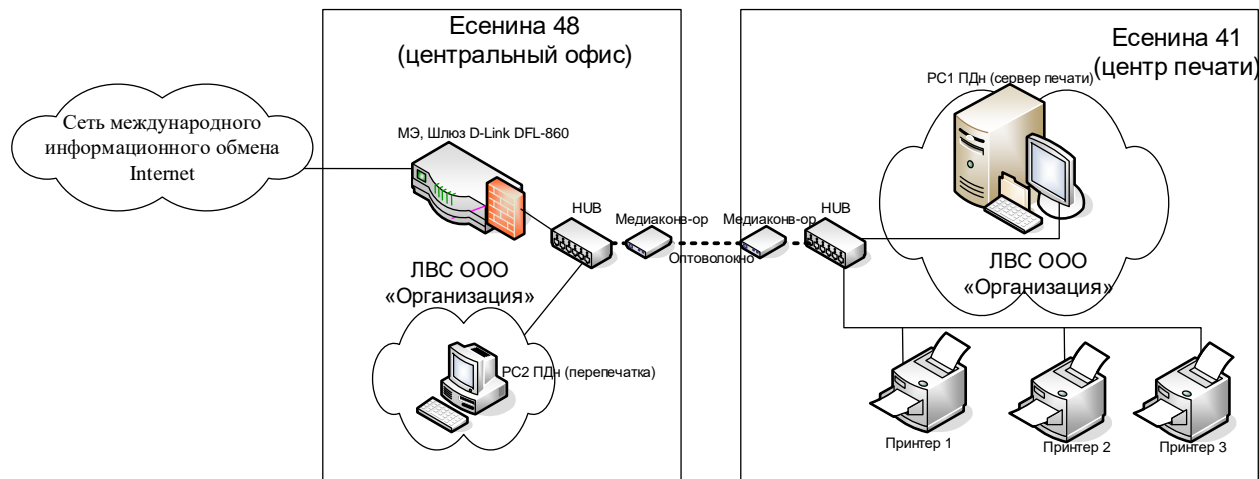 Сеть международного
информационного обмена
Internet
Есенина 48
(центральный офис)
МЭ, Шлюз D-Link DFL-860
HUB
Медиаконв-ор
Оптоволокно
ЛВС ООО
«Организация»
РС2 ПДн (перепечатка)
Есенина 41
(центр печати)
РС1 ПДн (сервер печати)
Медиаконв-ор
HUB
ЛВС ООО
«Организация»
Принтер 1
Принтер 2
Принтер 3